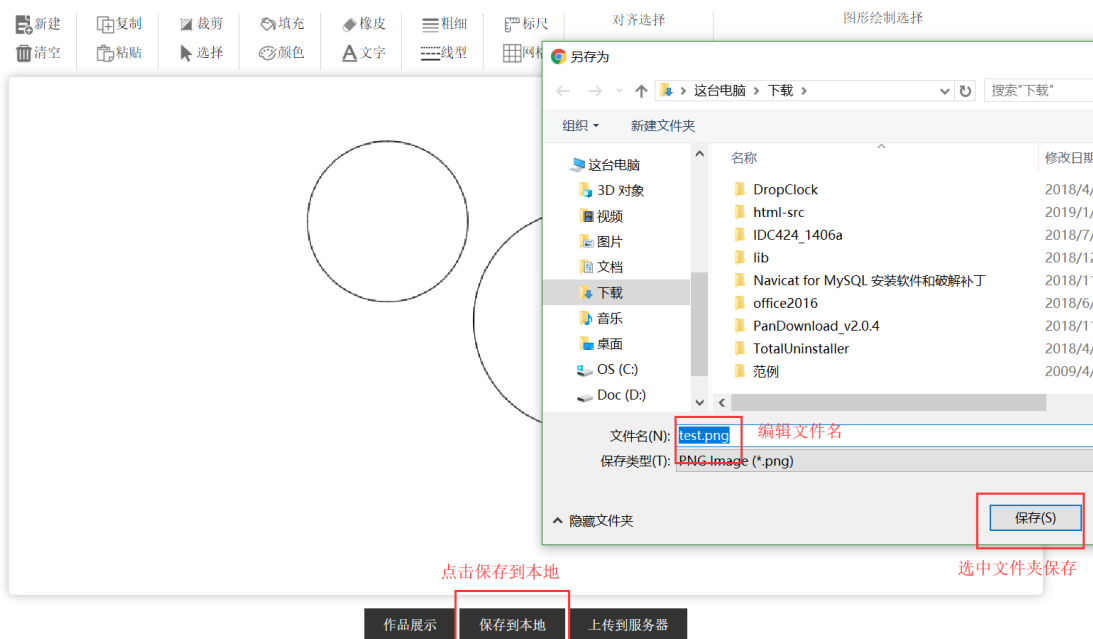 新建 复制 裁剪 填充 橡皮 粗细 标尺 对齐选择 图形绘制选择
清空 粘贴 选择 颜色 文字 线型
另存为
这台电脑 下载 搜索"下载"
组织 新建文件夹
名称 修改日期
这台电脑
3D 对象
视频
图片
文档
下载
音乐
桌面
OS (C:)
Doc (D:)
DropClock 2018/4/
html-src 2019/1/
IDC424_1406a 2018/7/
lib 2018/12
Navicat for MySQL 安装软件和破解补丁 2018/11
office2016 2018/6/
PanDownload_v2.0.4 2018/11
TotalUninstaller 2018/4/
范例 2009/4/
文件名(N): test.png 编辑文件名
保存类型(T): PNG Image (*.png)
隐藏文件夹 保存(S)
选中文件夹保存
点击保存到本地
作品展示 保存到本地 上传到服务器